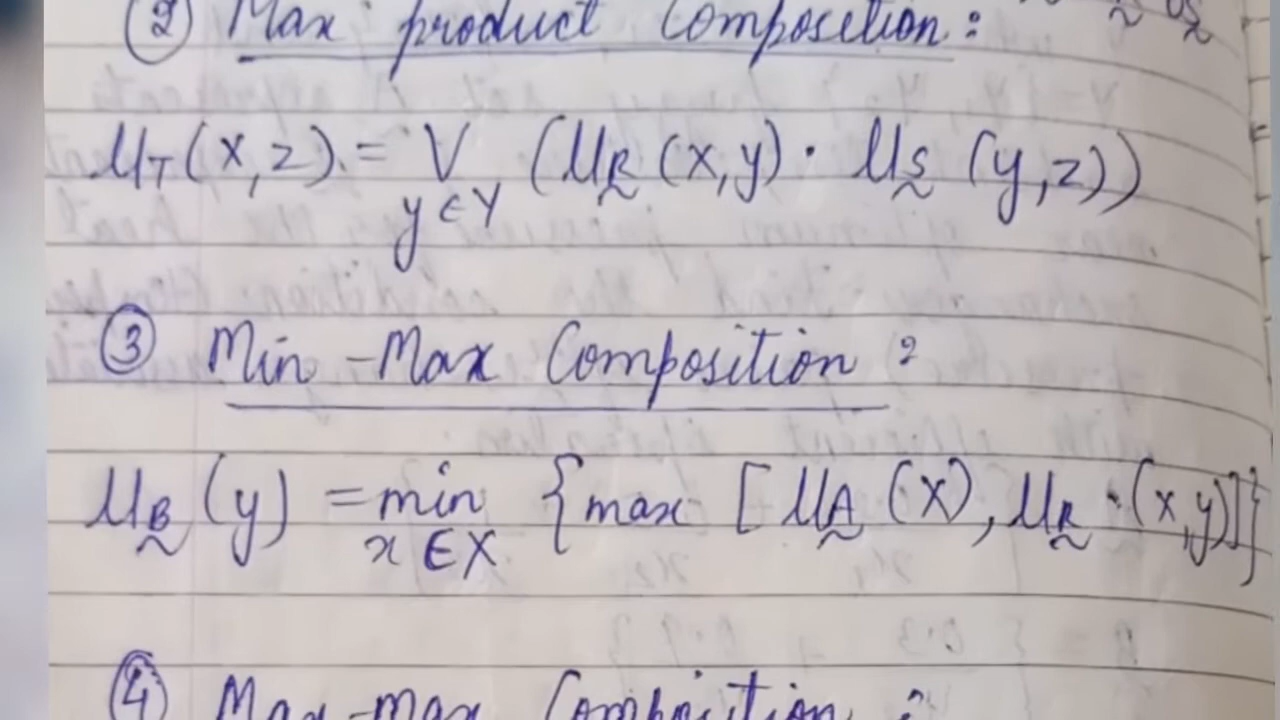 ② Max product Composition :
μT(x,z) = V (μR̰ (x,y) · μS̰ (y,z))
y∈Y
③ Min -Max Composition :
μB̰ (y) = min {max [μA̰ (x), μR̰ (x,y)]}
x ∈X
④ Max-max Composition :